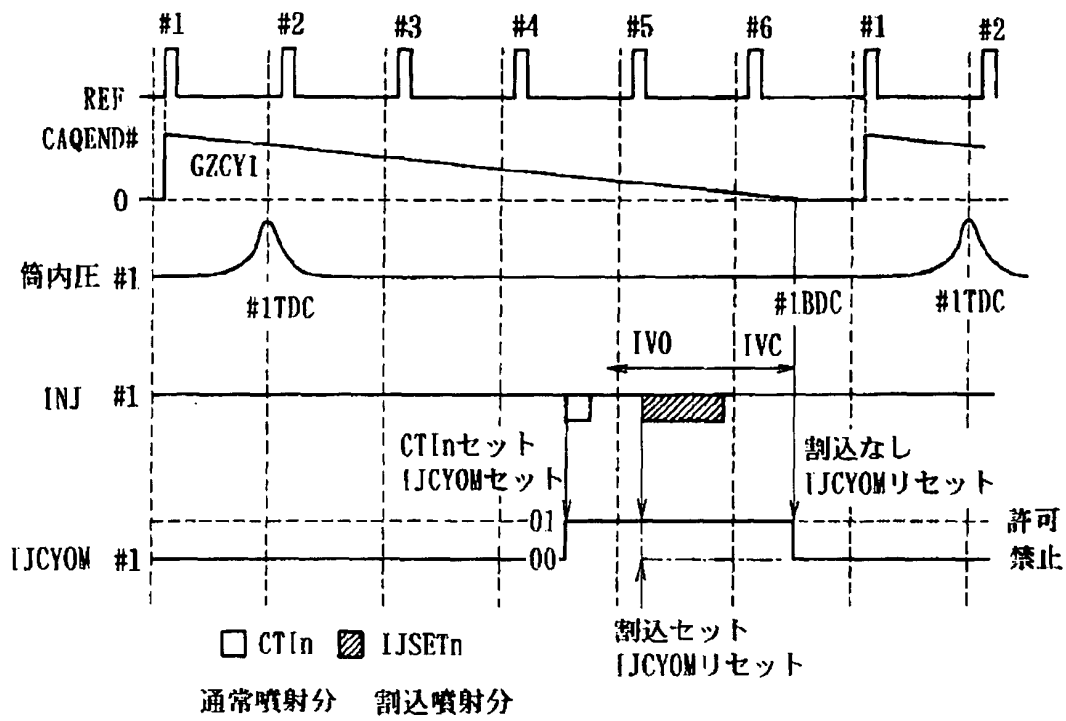 #1 #2 #3 #4 #5 #6 #1 #2
REF
CAQEND#
GZCY1
0
筒内圧 #1
#1TDC #1BDC #1TDC
IVO IVC
INJ #1
CTInセット
IJCYOMセット
割込なし
IJCYOMリセット
01 許可
IJCYOM #1 00 禁止
割込セット
IJCYOMリセット
CTIn IJSETn
通常噴射分 割込噴射分